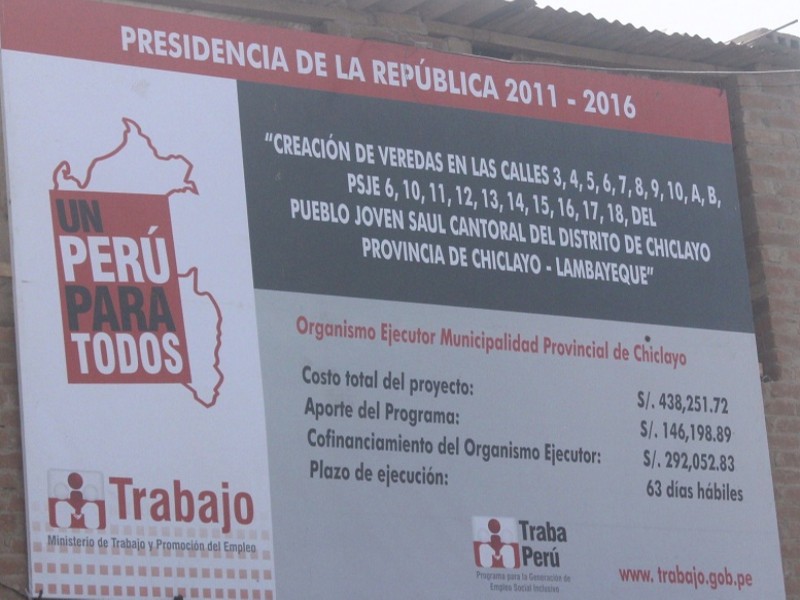 PRESIDENCIA DE LA REPÚBLICA 2011 - 2016
"CREACIÓN DE VEREDAS EN LAS CALLES 3, 4, 5, 6, 7, 8, 9, 10, A, B,
PSJE 6, 10, 11, 12, 13, 14, 15, 16, 17, 18, DEL
PUEBLO JOVEN SAUL CANTORAL DEL DISTRITO DE CHICLAYO
PROVINCIA DE CHICLAYO - LAMBAYEQUE"
UN
PERÚ
PARA
TODOS
Organismo Ejecutor Municipalidad Provincial de Chiclayo
Costo total del proyecto: S/. 438,251.72
Aporte del Programa: S/. 146,198.89
Cofinanciamiento del Organismo Ejecutor: S/. 292,052.83
Plazo de ejecución: 63 días hábiles
Trabajo
Ministerio de Trabajo y Promoción del Empleo
Traba
Perú
Programa para la Generación de
Empleo Social Inclusivo
www.trabajo.gob.pe